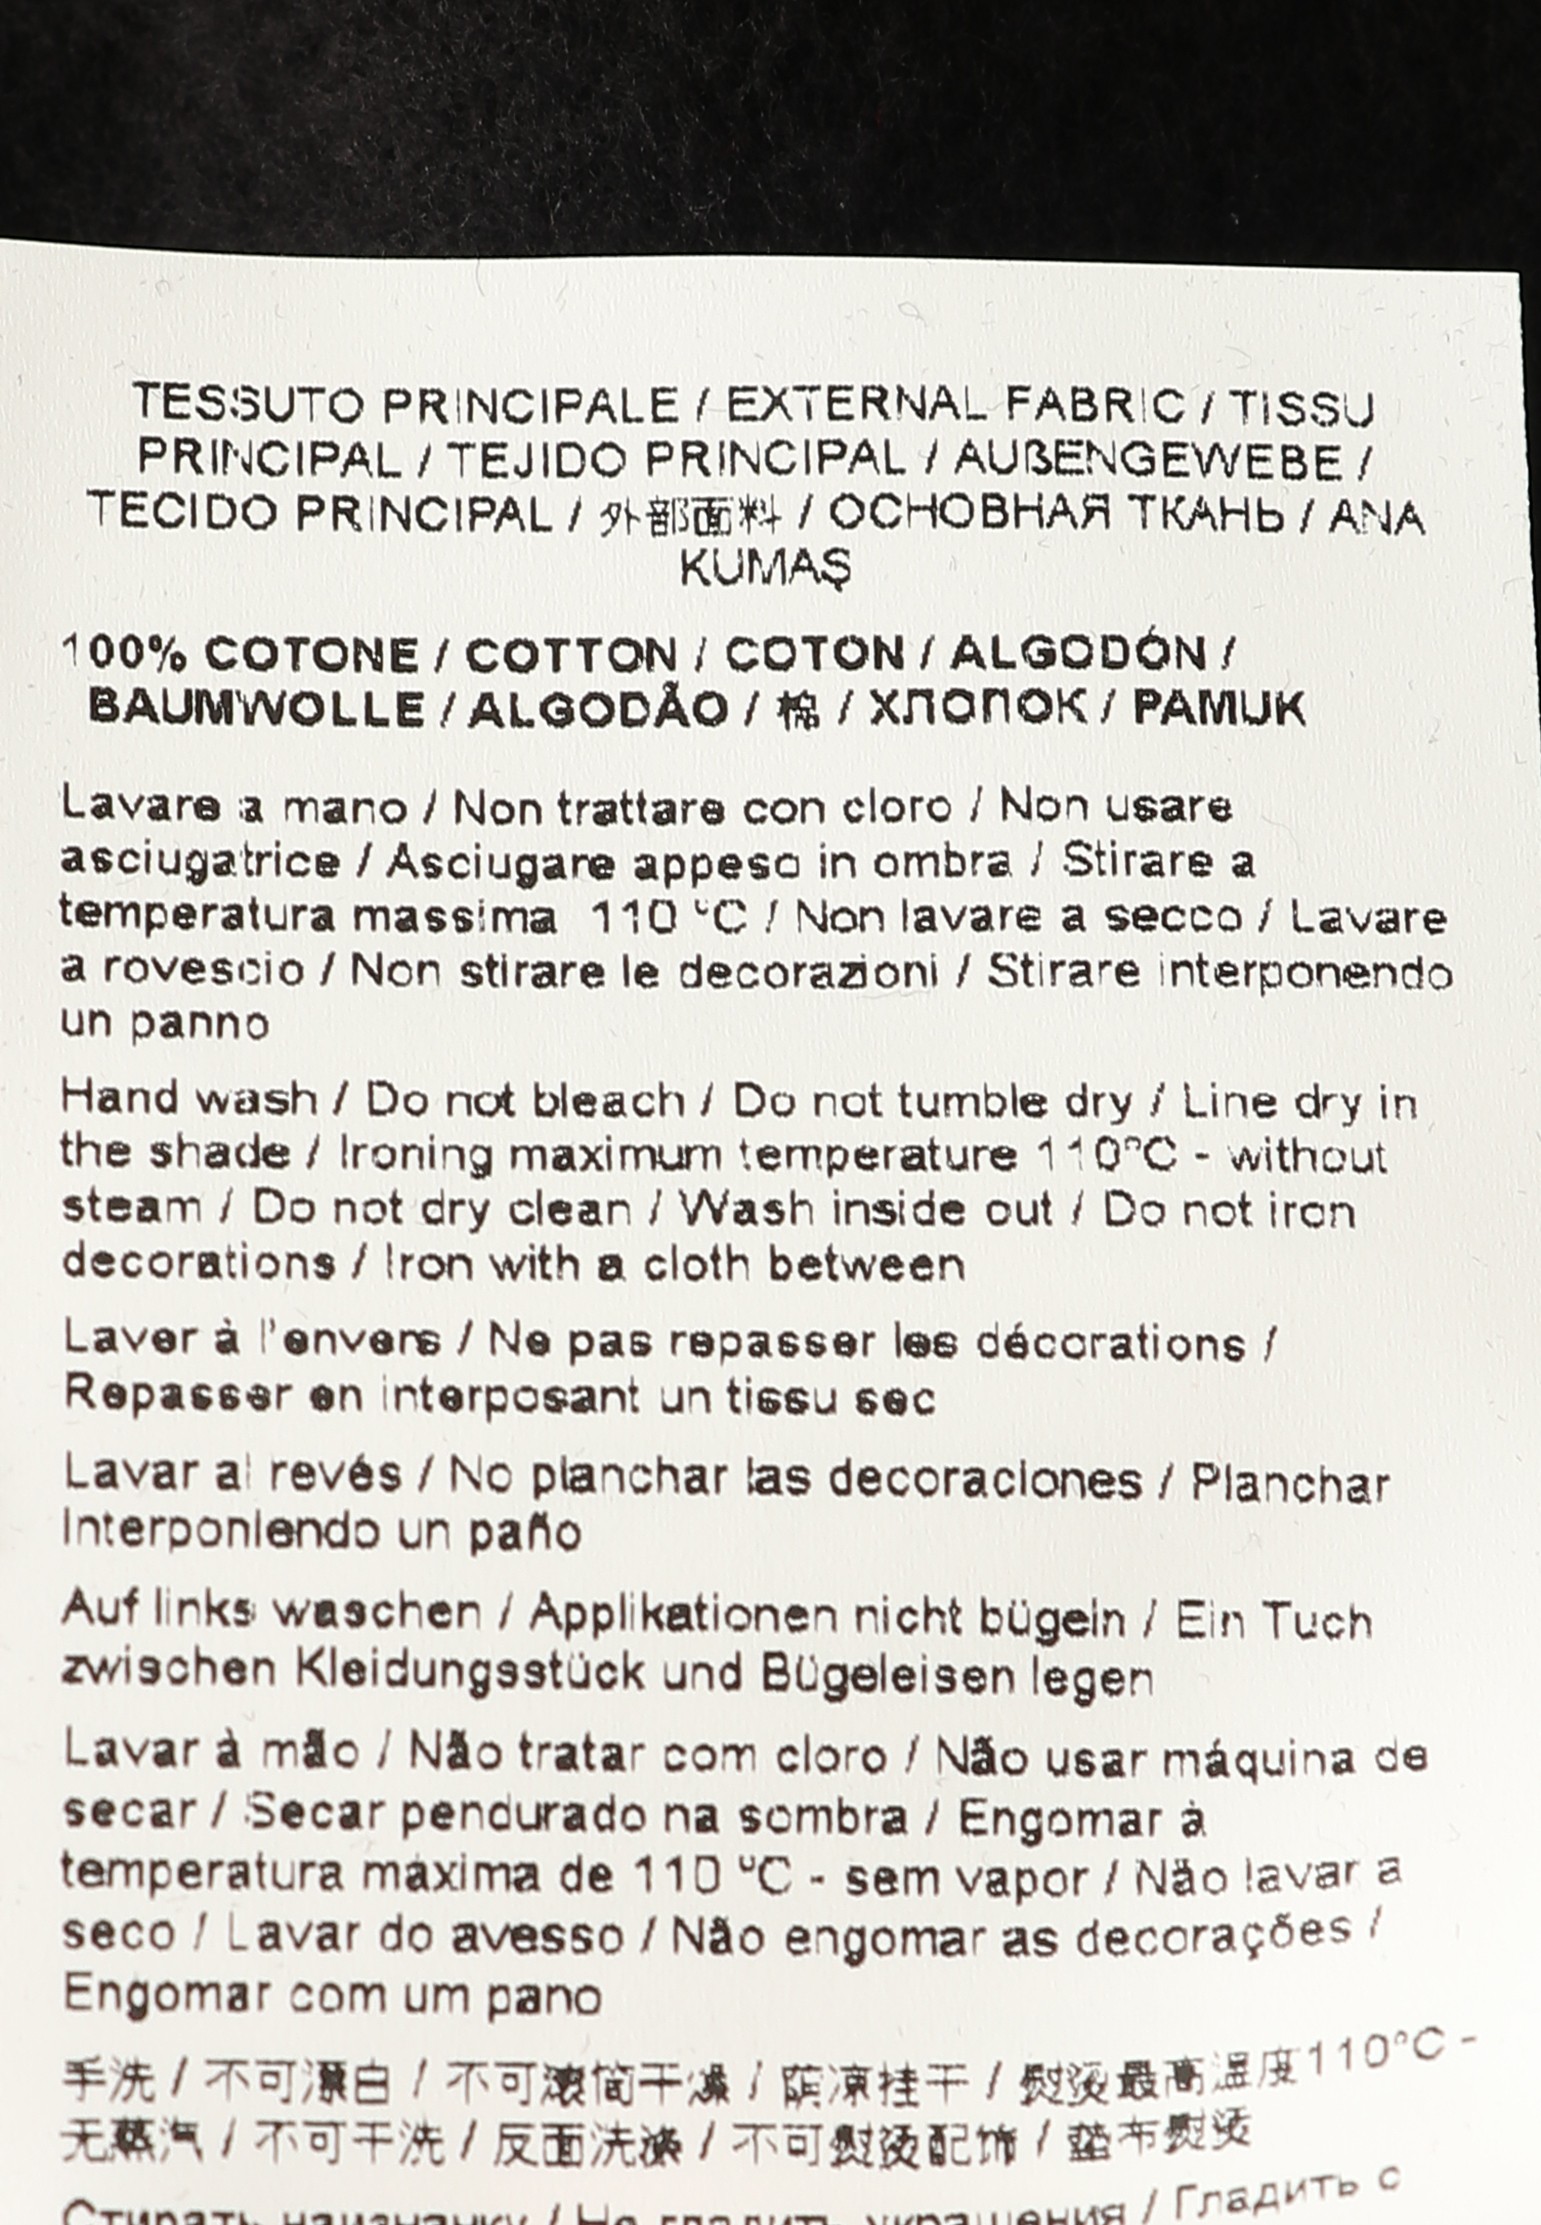 TESSUTO PRINCIPALE / EXTERNAL FABRIC / TISSU
PRINCIPAL / TEJIDO PRINCIPAL / AUßENGEWEBE /
TECIDO PRINCIPAL / 外部面料 / ОСНОВНАЯ ТКАНЬ / ANA
KUMAŞ
100% COTONE / COTTON / COTON / ALGODÓN /
BAUMWOLLE / ALGODÃO / 棉 / ХЛОПОК / PAMUK
Lavare a mano / Non trattare con cloro / Non usare
asciugatrice / Asciugare appeso in ombra / Stirare a
temperatura massima 110 °C / Non lavare a secco / Lavare
a rovescio / Non stirare le decorazioni / Stirare interponendo
un panno
Hand wash / Do not bleach / Do not tumble dry / Line dry in
the shade / Ironing maximum temperature 110°C - without
steam / Do not dry clean / Wash inside out / Do not iron
decorations / Iron with a cloth between
Laver à l'envers / Ne pas repasser les décorations /
Repasser en interposant un tissu sec
Lavar al revés / No planchar las decoraciones / Planchar
interponiendo un paño
Auf links waschen / Applikationen nicht bügeln / Ein Tuch
zwischen Kleidungsstück und Bügeleisen legen
Lavar à mão / Não tratar com cloro / Não usar máquina de
secar / Secar pendurado na sombra / Engomar à
temperatura máxima de 110 °C - sem vapor / Não lavar a
seco / Lavar do avesso / Não engomar as decorações /
Engomar com um pano
手洗 / 不可漂白 / 不可滚筒干燥 / 荫凉挂干 / 熨烫最高温度110°C -
无蒸汽 / 不可干洗 / 反面洗涤 / 不可熨烫配饰 / 垫布熨烫
Стирать наизнанку / Не гладить украшения / Гладить с